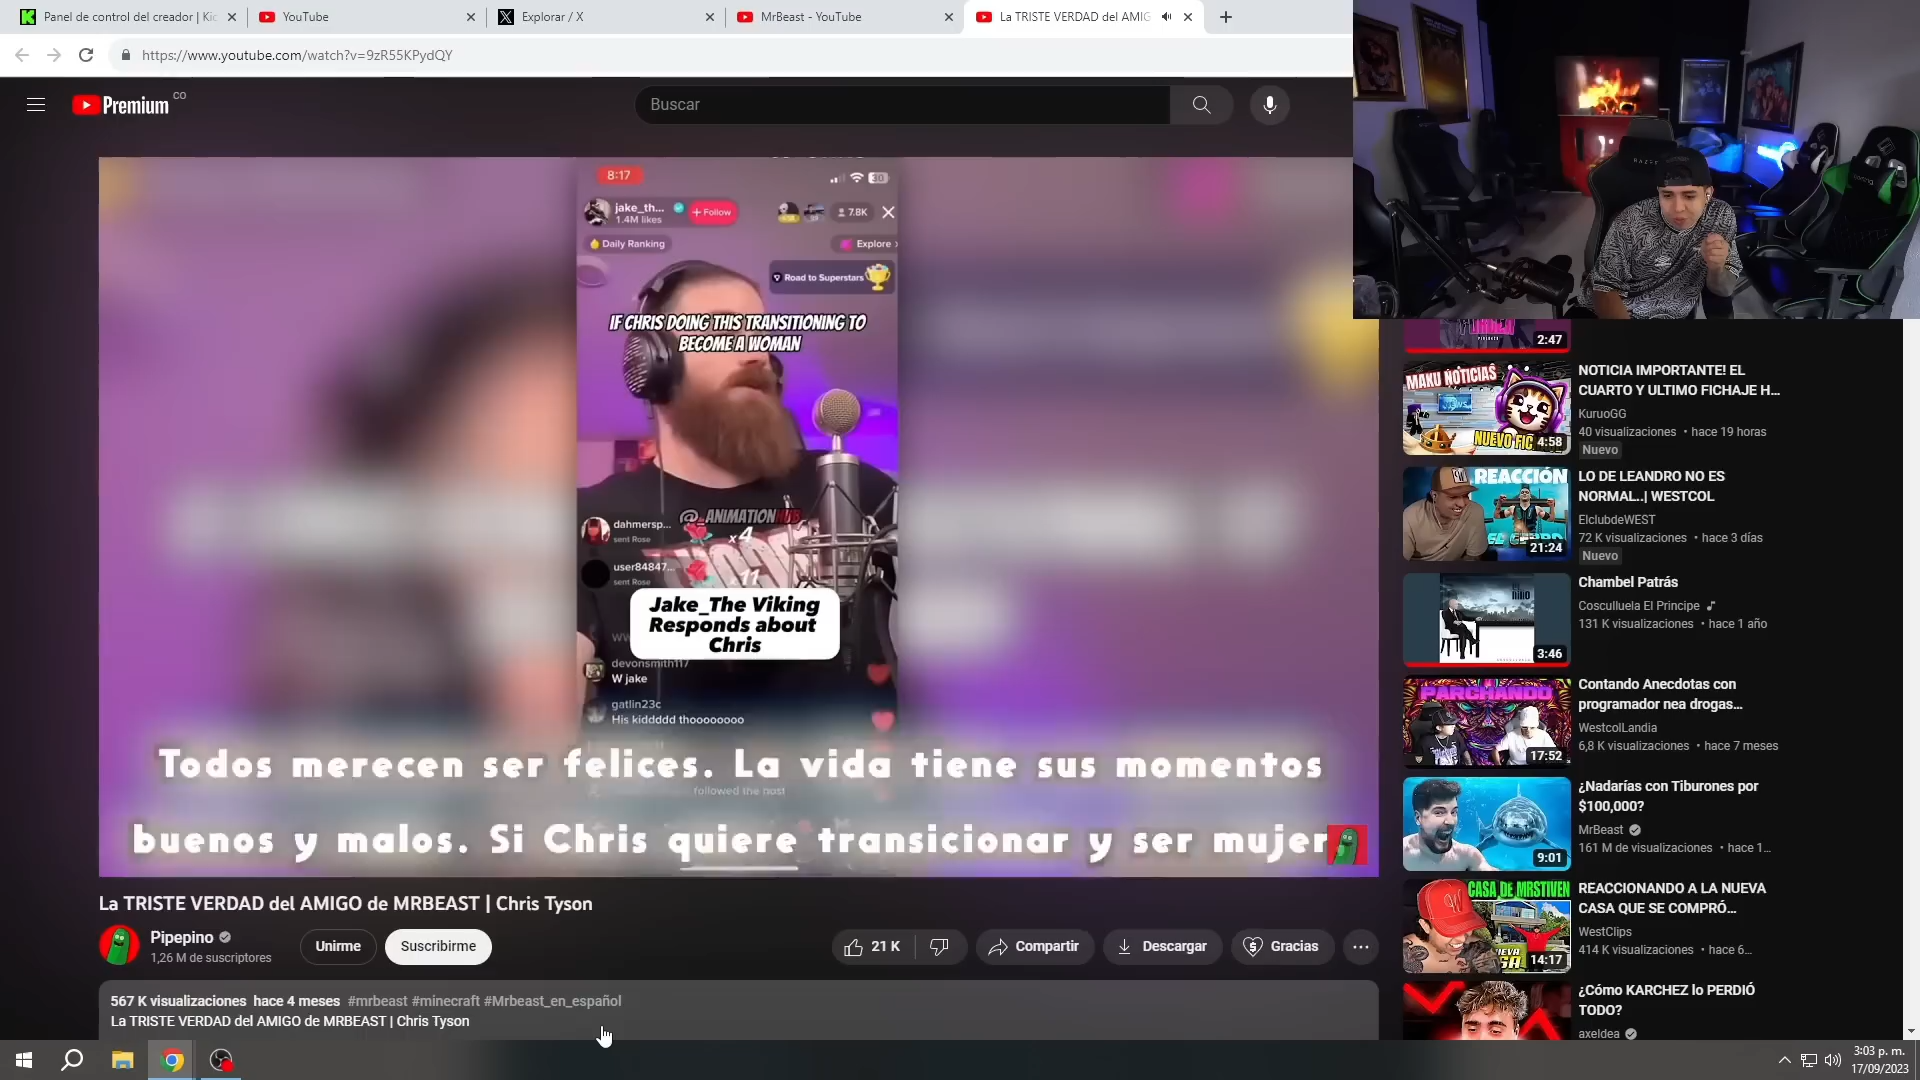 Panel de control del creador | Kic
YouTube
Explorar / X
MrBeast - YouTube
La TRISTE VERDAD del AMIG
https://www.youtube.com/watch?v=9zR55KPydQY
Premium CO
Buscar
8:17
30
jake_th...
1.4M likes
+ Follow
7.8K
Daily Ranking
Explore
Road to Superstars
IF CHRIS DOING THIS TRANSITIONING TO
BECOME A WOMAN
@_ANIMATIONHUB
dahmersp...
sent Rose
x4
user84847...
sent Rose
x11
Jake_The Viking
Responds about
Chris
devonsmith117
W jake
gatlin23c
His kiddddd thooooooo
Todos merecen ser felices. La vida tiene sus momentos
followed the host
buenos y malos. Si Chris quiere transicionar y ser mujer
La TRISTE VERDAD del AMIGO de MRBEAST | Chris Tyson
Pipepino
1,26 M de suscriptores
Unirme
Suscribirme
21 K
Compartir
Descargar
Gracias
567 K visualizaciones hace 4 meses #mrbeast #minecraft #Mrbeast_en_español
La TRISTE VERDAD del AMIGO de MRBEAST | Chris Tyson
2:47
MAKU NOTICIAS
NEWS
NUEVO FIC
4:58
NOTICIA IMPORTANTE! EL
CUARTO Y ULTIMO FICHAJE H...
KuruoGG
40 visualizaciones • hace 19 horas
Nuevo
REACCIÓN
21:24
LO DE LEANDRO NO ES
NORMAL..| WESTCOL
ElclubdeWEST
72 K visualizaciones • hace 3 días
Nuevo
3:46
Chambel Patrás
Cosculluela El Principe
131 K visualizaciones • hace 1 año
PARCHANDO
17:52
Contando Anecdotas con
programador nea drogas...
WestcolLandia
6,8 K visualizaciones • hace 7 meses
9:01
¿Nadarías con Tiburones por
$100,000?
MrBeast
161 M de visualizaciones • hace 1...
CASA DE MRSTIVEN
14:17
REACCIONANDO A LA NUEVA
CASA QUE SE COMPRÓ...
WestClips
414 K visualizaciones • hace 6...
¿Cómo KARCHEZ lo PERDIÓ
TODO?
axeldea
3:03 p. m.
17/09/2023